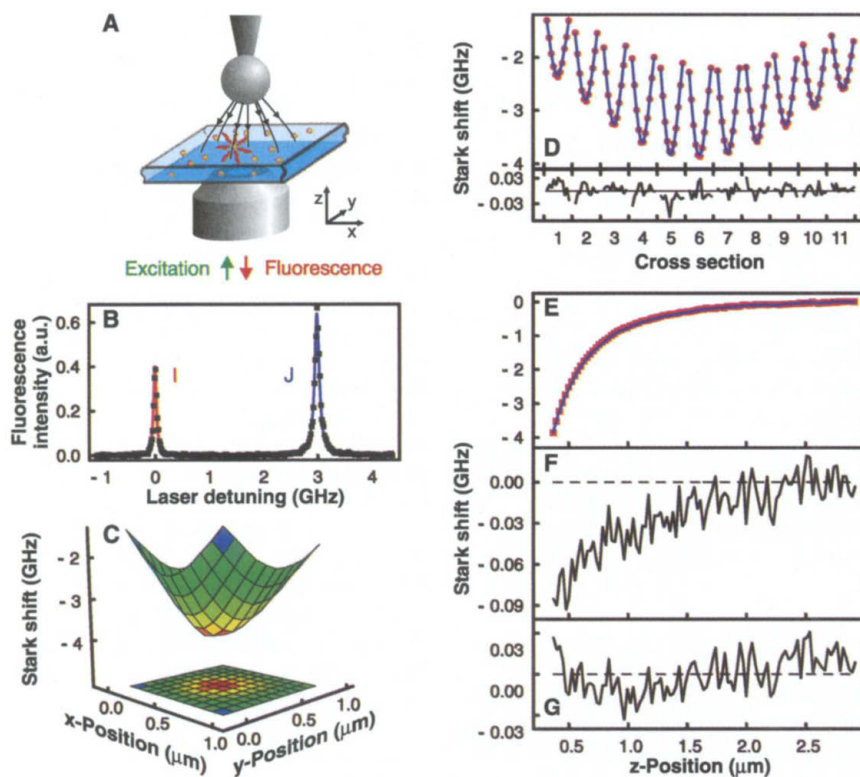 A
z
y
x
Excitation Fluorescence
B
0.6
0.4
0.2
0.0
Fluorescence
intensity (a.u.)
I
J
- 1 0 1 2 3 4
Laser detuning (GHz)
C
- 2
- 3
- 4
Stark shift (GHz)
0.0
0.5
1.0
x-Position (μm)
0.0
0.5
1.0
y-Position (μm)
D
- 2
- 3
- 4
Stark shift (GHz)
0.03
- 0.03
1 2 3 4 5 6 7 8 9 10 11
Cross section
E
0
- 1
- 2
- 3
- 4
F
0.00
- 0.03
- 0.06
- 0.09
Stark shift (GHz)
G
0.03
0.00
- 0.03
0.5 1.0 1.5 2.0 2.5
z-Position (μm)